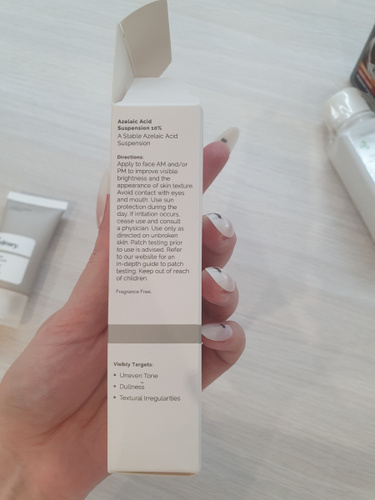 Azelaic Acid
Suspension 10%
A Stable Azelaic Acid
Suspension
Directions:
Apply to face AM and/or
PM to improve visible
brightness and the
appearance of skin texture.
Avoid contact with eyes
and mouth. Use sun
protection during the
day. If irritation occurs,
cease use and consult
a physician. Use only as
directed on unbroken
skin. Patch testing prior
to use is advised. Refer
to our website for an
in-depth guide to patch
testing. Keep out of reach
of children.
Fragrance Free.
Visibly Targets:
• Uneven Tone
• Dullness
• Textural Irregularities